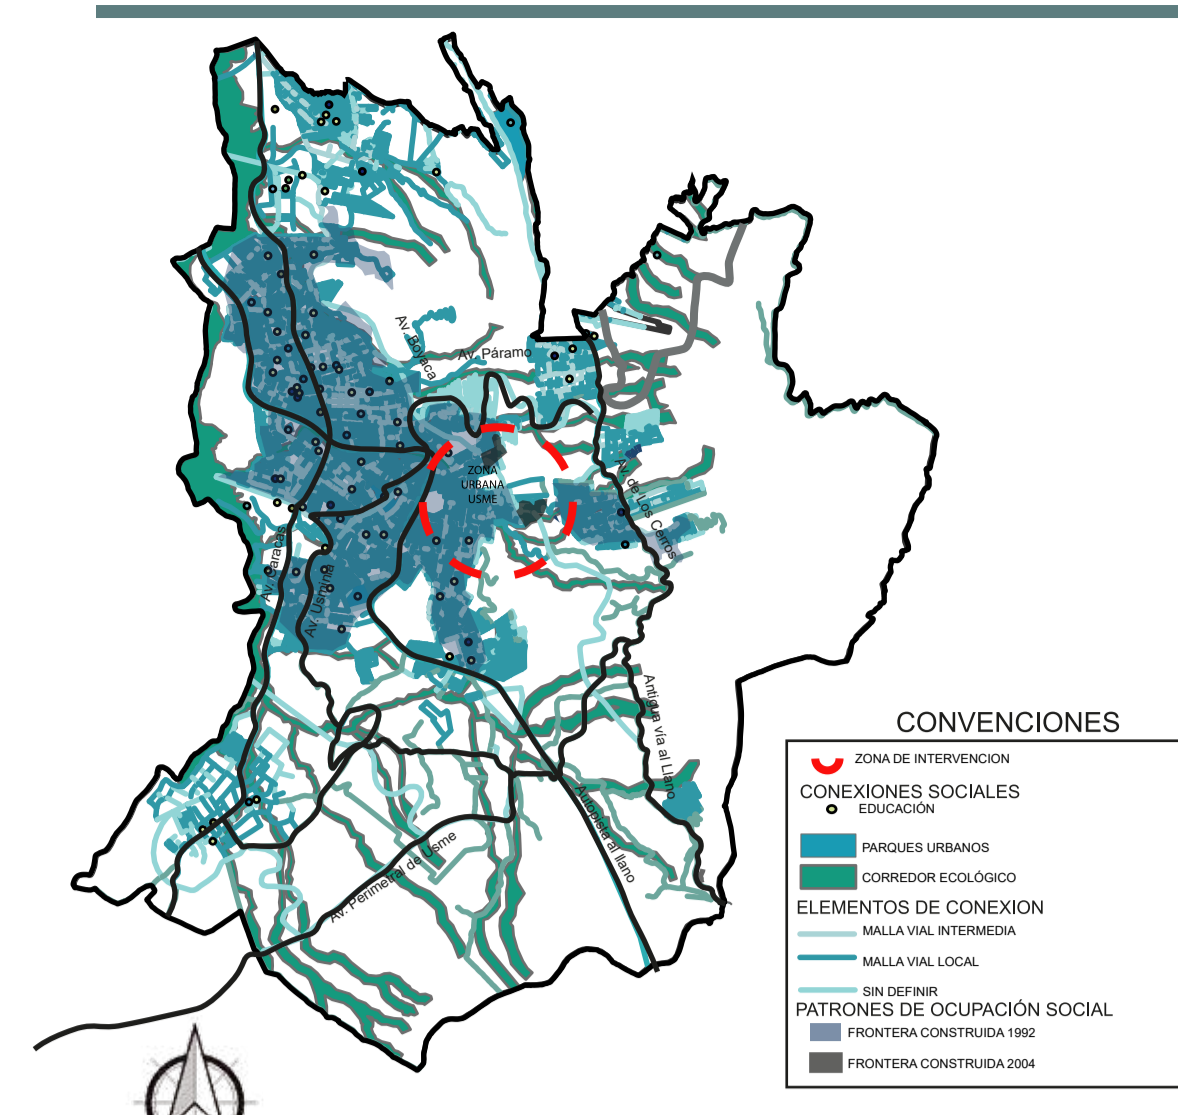 Av. Boyaca
Av. Páramo
ZONA
URBANA
USME
Av. de Los Cerros
Av. Caracas
Av. Usminia
Antigua vía al Llano
Autopista al llano
Av. Perimetral de Usme
CONVENCIONES
ZONA DE INTERVENCION
CONEXIONES SOCIALES
EDUCACIÓN
PARQUES URBANOS
CORREDOR ECOLÓGICO
ELEMENTOS DE CONEXION
MALLA VIAL INTERMEDIA
MALLA VIAL LOCAL
SIN DEFINIR
PATRONES DE OCUPACIÓN SOCIAL
FRONTERA CONSTRUIDA 1992
FRONTERA CONSTRUIDA 2004